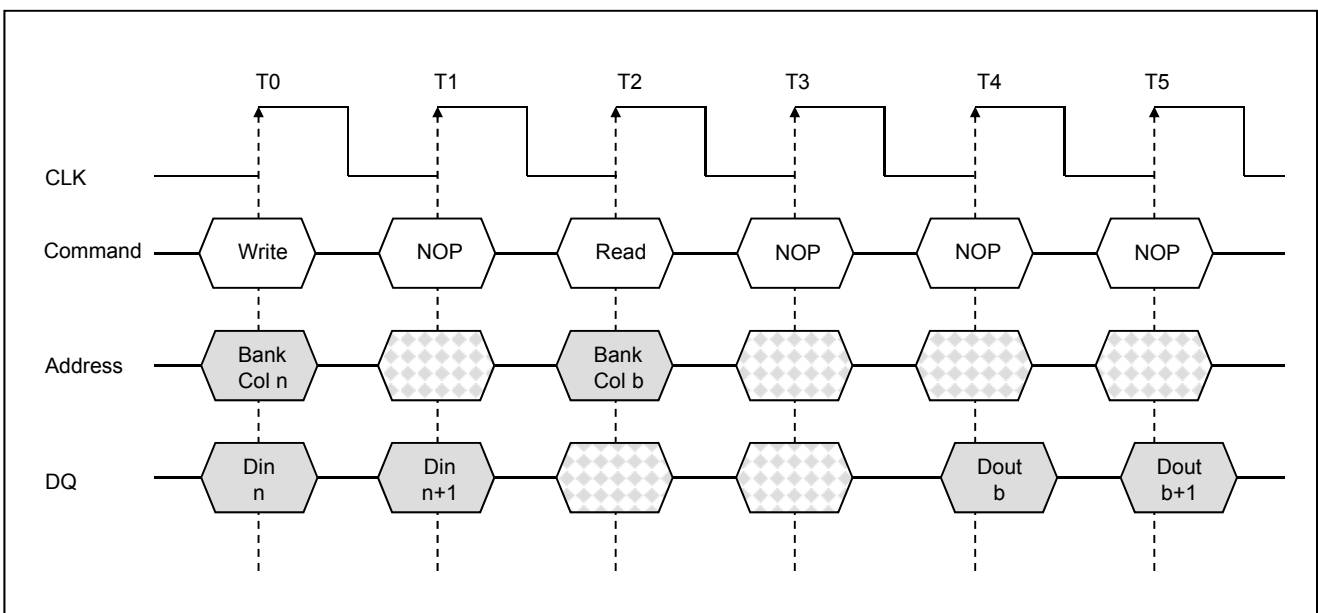 T0 T1 T2 T3 T4 T5
CLK
Command Write NOP Read NOP NOP NOP
Address Bank Col n Bank Col b
DQ Din n Din n+1 Dout b Dout b+1